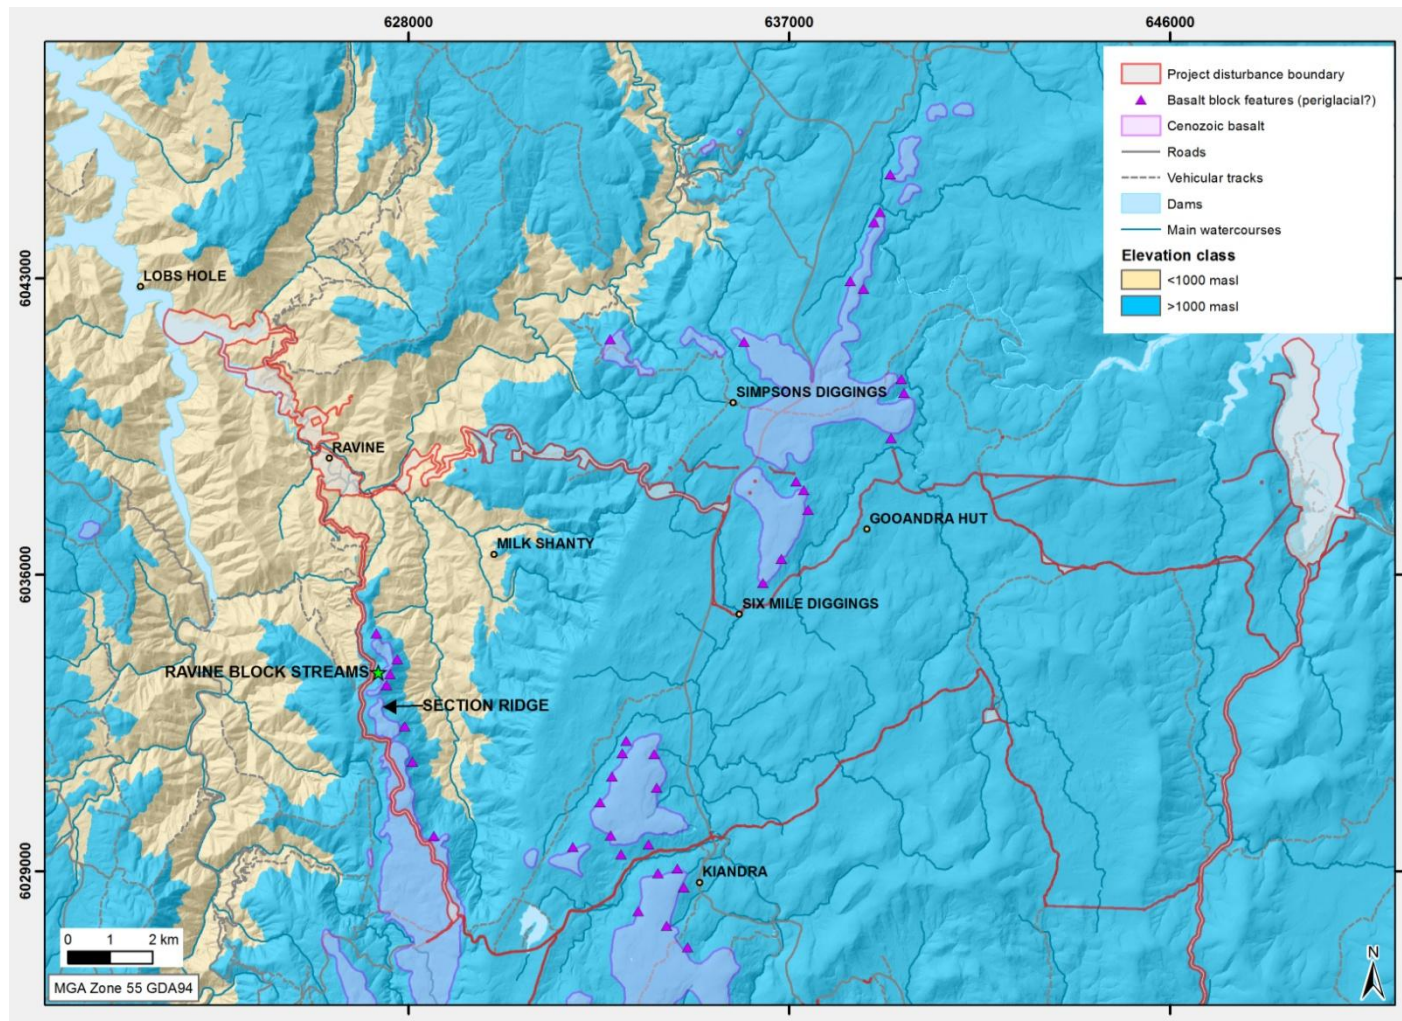 628000
637000
646000
Project disturbance boundary
Basalt block features (periglacial?)
Cenozoic basalt
Roads
Vehicular tracks
Dams
Main watercourses
Elevation class
<1000 masl
>1000 masl
6043000
LOBS HOLE
SIMPSONS DIGGINGS
RAVINE
GOOANDRA HUT
MILK SHANTY
6036000
SIX MILE DIGGINGS
RAVINE BLOCK STREAMS
SECTION RIDGE
6029000
KIANDRA
0 1 2 km
N
MGA Zone 55 GDA94